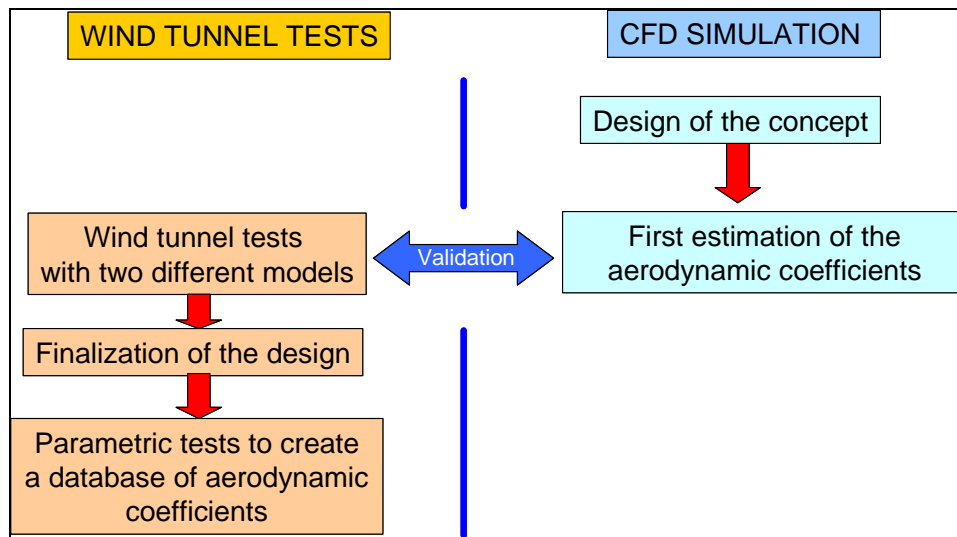 WIND TUNNEL TESTS
CFD SIMULATION
Design of the concept
Wind tunnel tests
with two different models
Validation
First estimation of the
aerodynamic coefficients
Finalization of the design
Parametric tests to create
a database of aerodynamic
coefficients